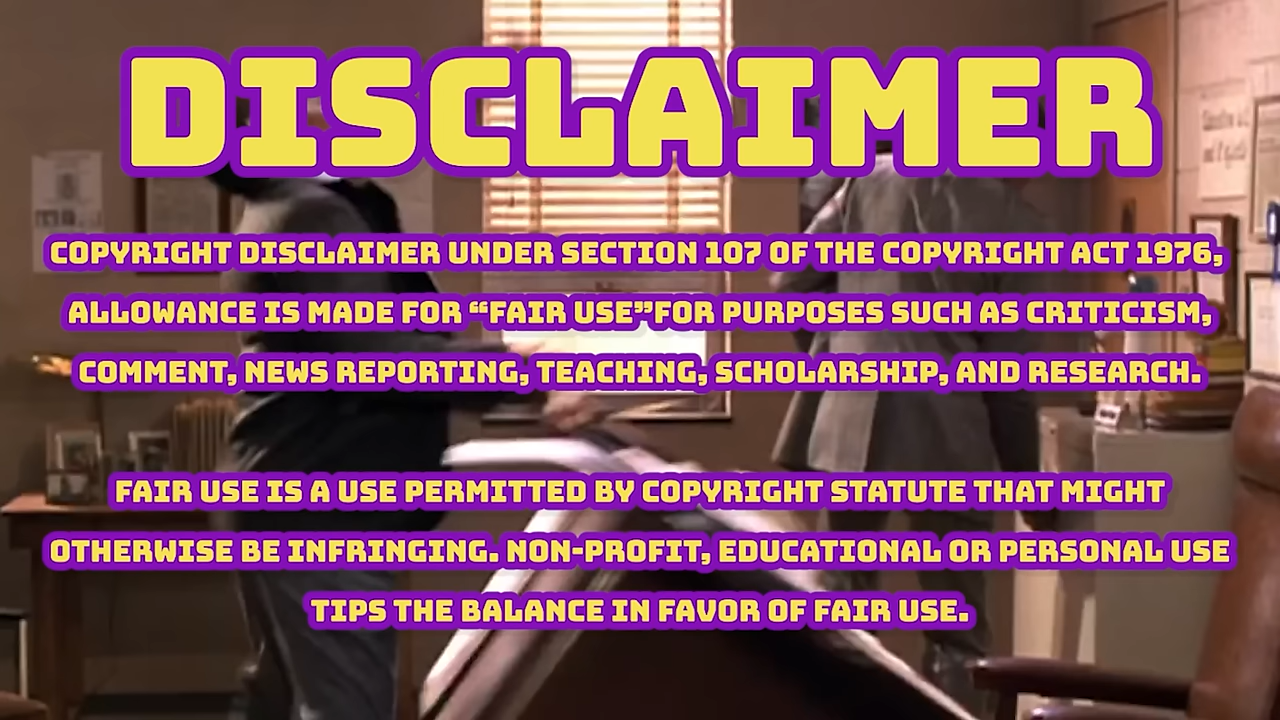 DISCLAIMER
COPYRIGHT DISCLAIMER UNDER SECTION 107 OF THE COPYRIGHT ACT 1976,
ALLOWANCE IS MADE FOR “FAIR USE”FOR PURPOSES SUCH AS CRITICISM,
COMMENT, NEWS REPORTING, TEACHING, SCHOLARSHIP, AND RESEARCH.
FAIR USE IS A USE PERMITTED BY COPYRIGHT STATUTE THAT MIGHT
OTHERWISE BE INFRINGING. NON-PROFIT, EDUCATIONAL OR PERSONAL USE
TIPS THE BALANCE IN FAVOR OF FAIR USE.